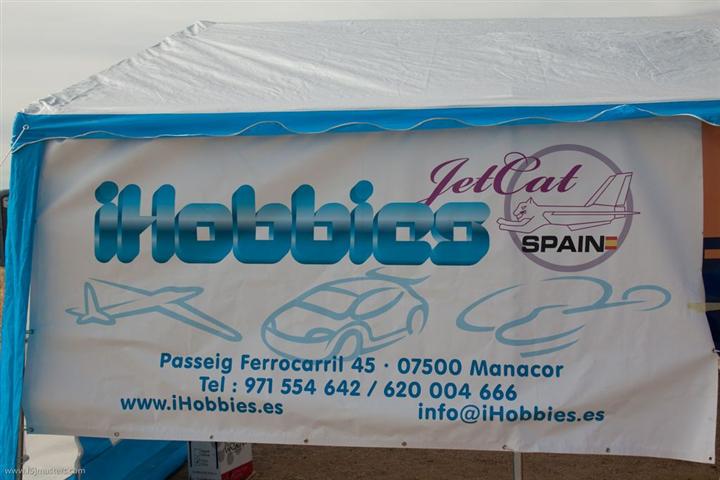 JetCat
iHobbies
SPAIN
Passeig Ferrocarril 45 · 07500 Manacor
Tel : 971 554 642 / 620 004 666
www.iHobbies.es info@iHobbies.es